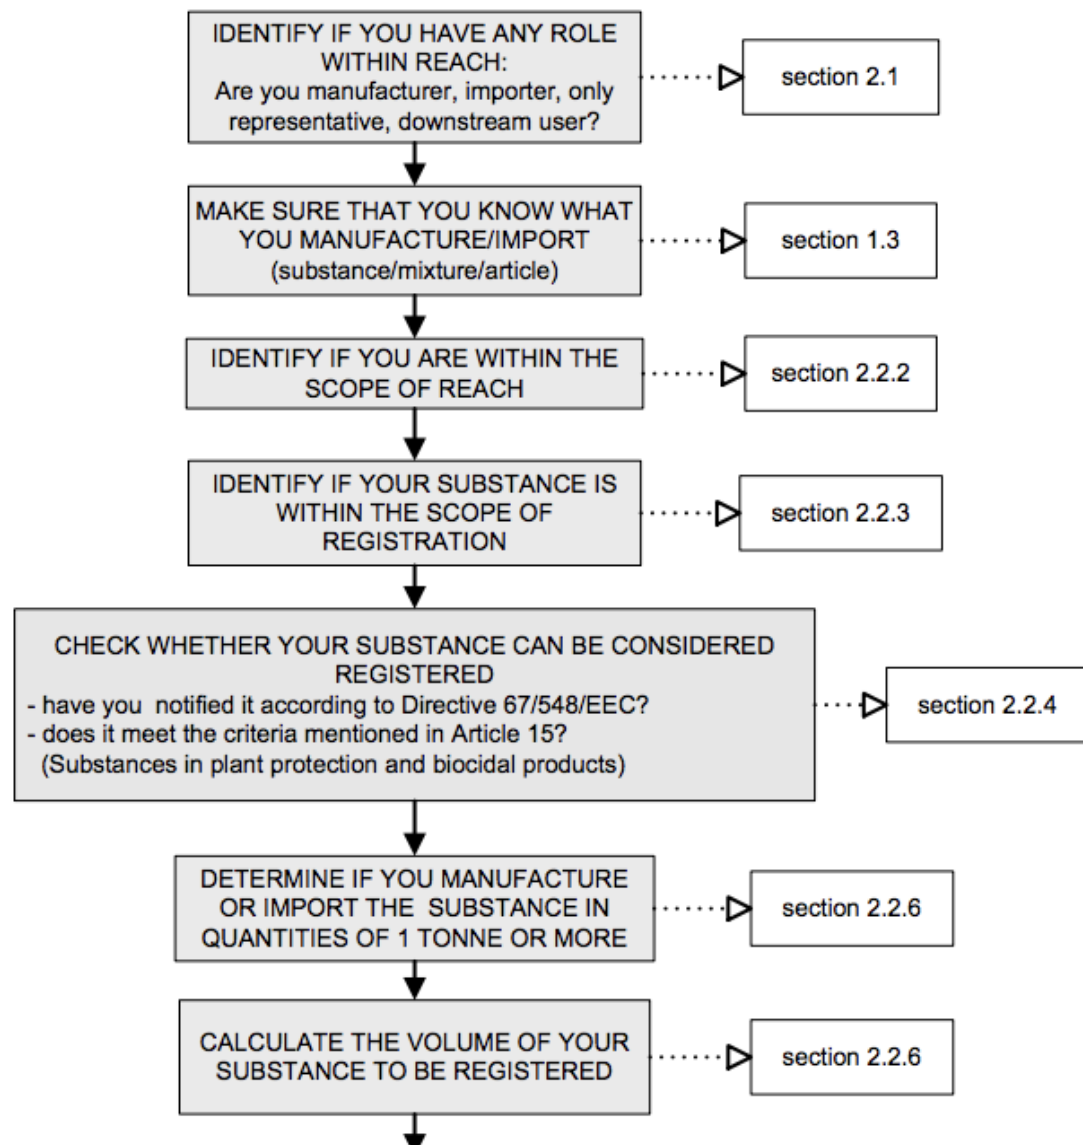 IDENTIFY IF YOU HAVE ANY ROLE
WITHIN REACH:
Are you manufacturer, importer, only
representative, downstream user?
section 2.1
MAKE SURE THAT YOU KNOW WHAT
YOU MANUFACTURE/IMPORT
(substance/mixture/article)
section 1.3
IDENTIFY IF YOU ARE WITHIN THE
SCOPE OF REACH
section 2.2.2
IDENTIFY IF YOUR SUBSTANCE IS
WITHIN THE SCOPE OF
REGISTRATION
section 2.2.3
CHECK WHETHER YOUR SUBSTANCE CAN BE CONSIDERED
REGISTERED
- have you notified it according to Directive 67/548/EEC?
- does it meet the criteria mentioned in Article 15?
(Substances in plant protection and biocidal products)
section 2.2.4
DETERMINE IF YOU MANUFACTURE
OR IMPORT THE SUBSTANCE IN
QUANTITIES OF 1 TONNE OR MORE
section 2.2.6
CALCULATE THE VOLUME OF YOUR
SUBSTANCE TO BE REGISTERED
section 2.2.6